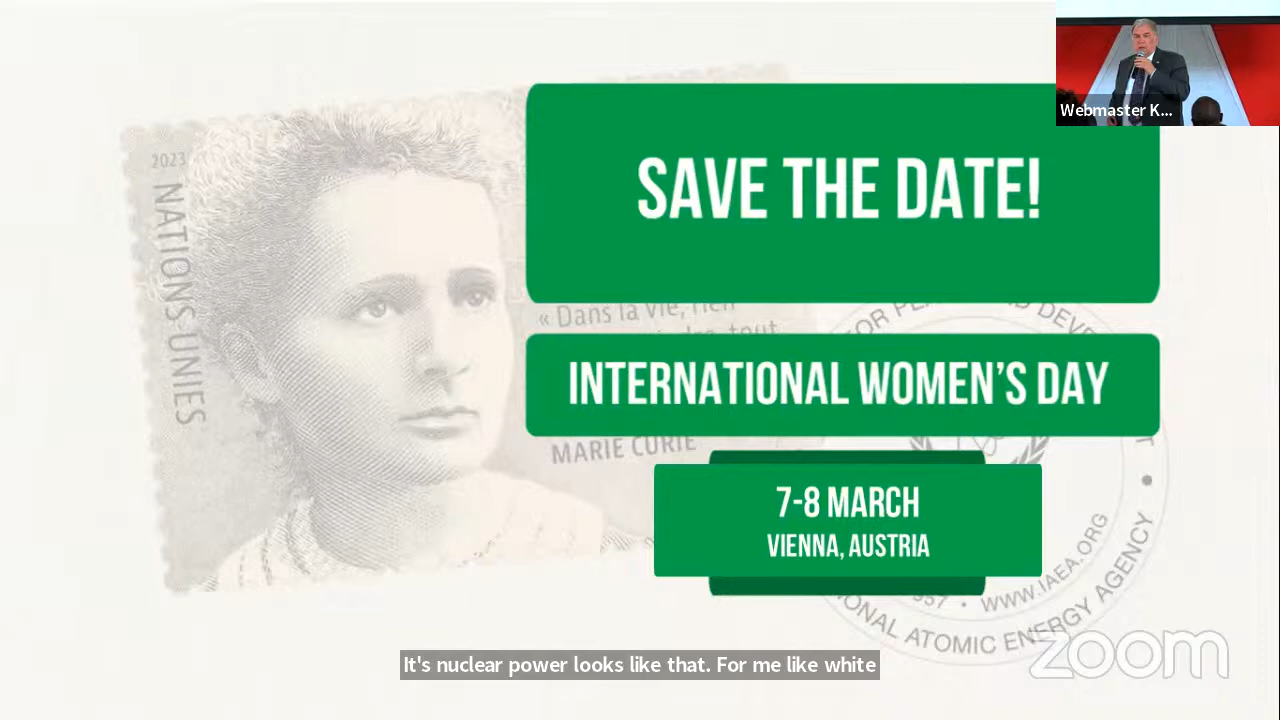 Webmaster K...
SAVE THE DATE!
2023
NATIONS UNIES
« Dans la vie, rien
tout
INTERNATIONAL WOMEN'S DAY
MARIE CURIE
7-8 MARCH
VIENNA, AUSTRIA
WWW.IAEA.ORG
ATOMIC ENERGY AGENCY
It's nuclear power looks like that. For me like white
zoom